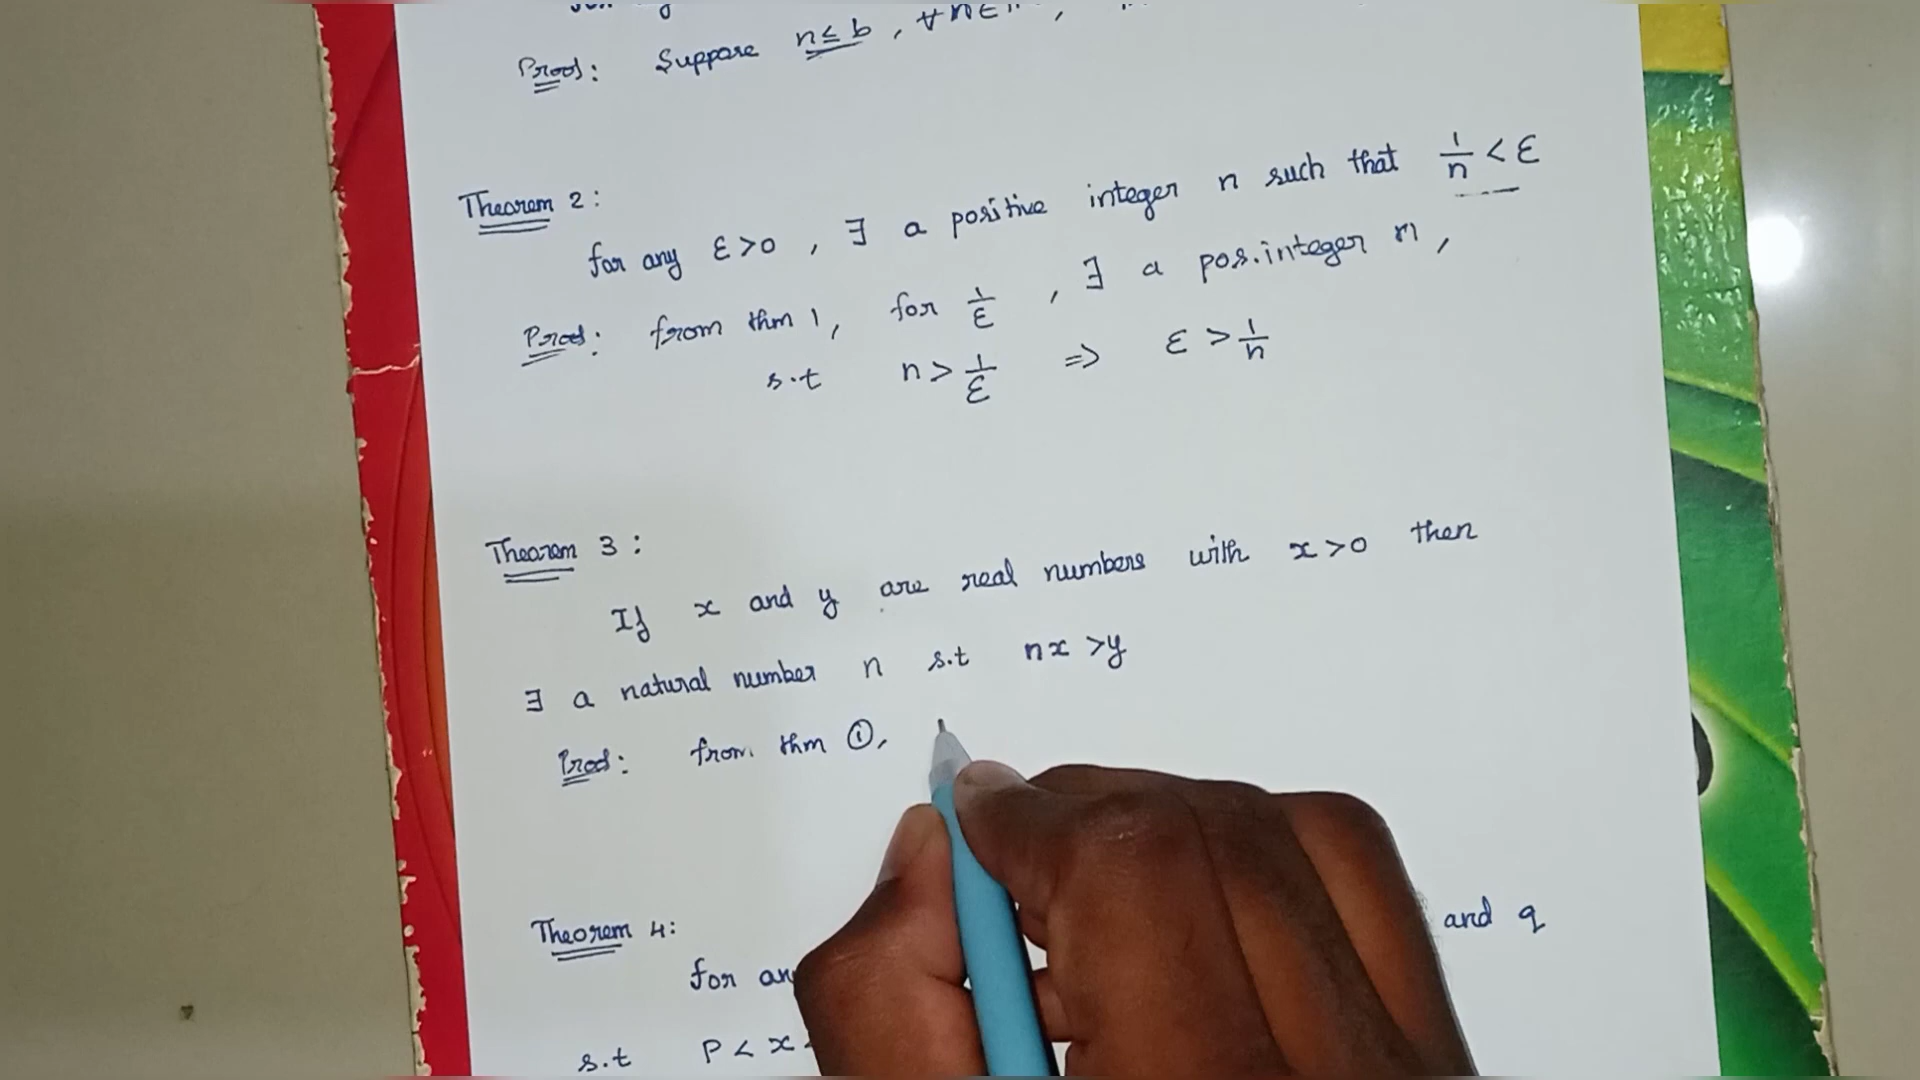 Proof: Suppose n≤b, ∀n∈
Theorem 2:
for any ε>0, ∃ a positive integer n such that 1/n < ε
Proof: from thm 1, for 1/ε, ∃ a pos.integer n,
s.t n > 1/ε ⇒ ε > 1/n
Theorem 3:
If x and y are real numbers with x>0 then
∃ a natural number n s.t nx >y
Proof: from thm ①,
Theorem 4:
for and q
s.t P < x